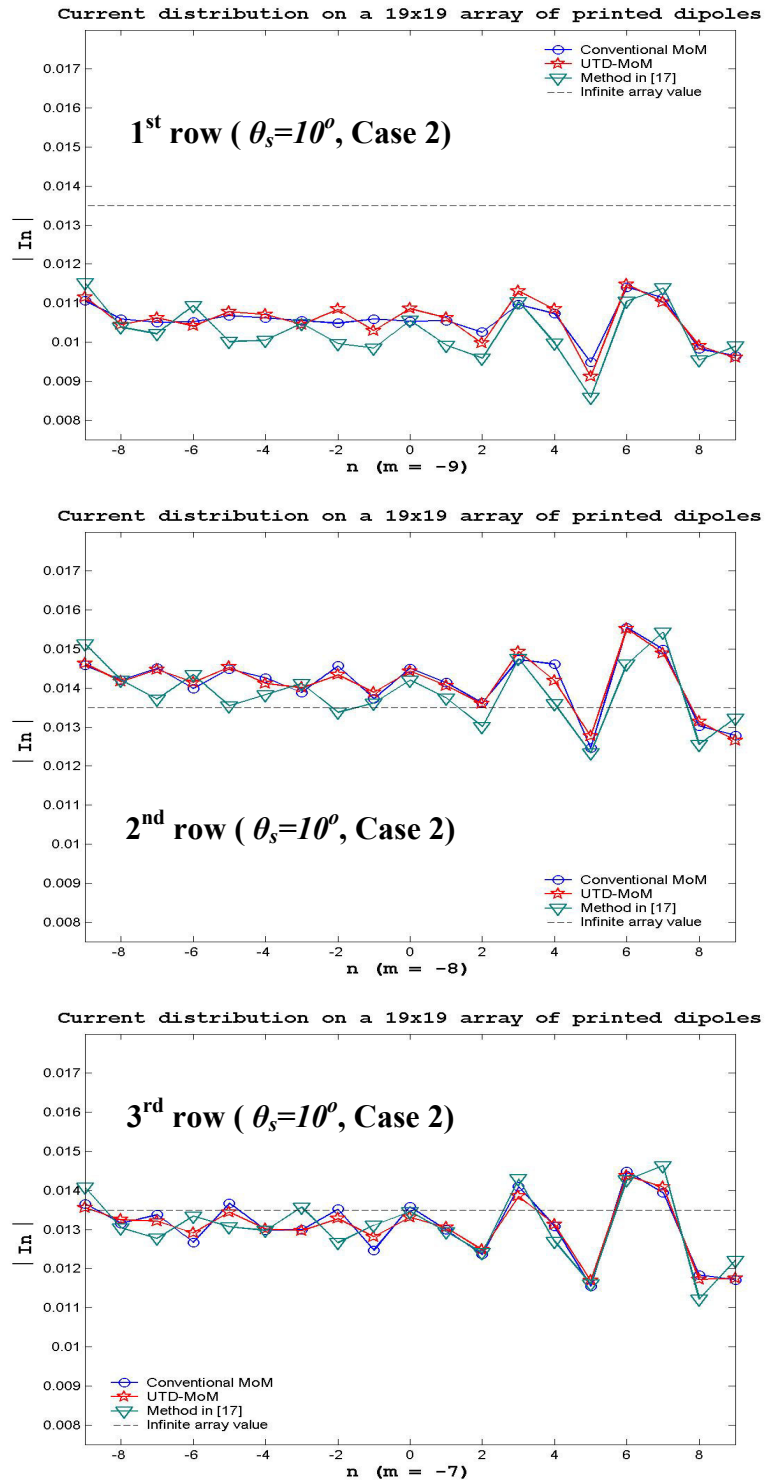 Current distribution on a 19x19 array of printed dipoles
Conventional MoM
UTD-MoM
Method in [17]
Infinite array value
1st row ( θs=10o, Case 2)
0.017
0.016
0.015
0.014
0.013
0.012
0.011
0.01
0.009
0.008
|In|
-8 -6 -4 -2 0 2 4 6 8
n (m = -9)
Current distribution on a 19x19 array of printed dipoles
0.017
0.016
0.015
0.014
0.013
0.012
0.011
0.01
0.009
0.008
|In|
2nd row ( θs=10o, Case 2)
Conventional MoM
UTD-MoM
Method in [17]
Infinite array value
-8 -6 -4 -2 0 2 4 6 8
n (m = -8)
Current distribution on a 19x19 array of printed dipoles
3rd row ( θs=10o, Case 2)
0.017
0.016
0.015
0.014
0.013
0.012
0.011
0.01
0.009
0.008
|In|
Conventional MoM
UTD-MoM
Method in [17]
Infinite array value
-8 -6 -4 -2 0 2 4 6 8
n (m = -7)